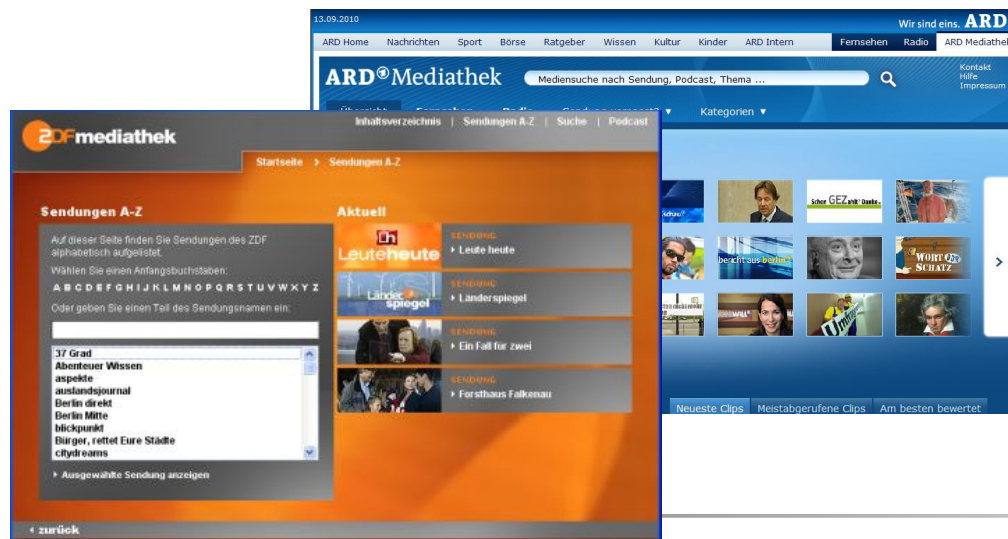 13.09.2010
Wir sind eins. ARD
ARD Home Nachrichten Sport Börse Ratgeber Wissen Kultur Kinder ARD Intern Fernsehen Radio ARD Mediathek
ARD Mediathek
Mediensuche nach Sendung, Podcast, Thema ...
Kontakt
Hilfe
Impressum
Kategorien
Schon GEZahlt? Danke.
bericht aus berlin
WORT
SCHATZ
Neueste Clips Meistabgerufene Clips Am besten bewertet
ZDFmediathek
Inhaltsverzeichnis | Sendungen A-Z | Suche | Podcast
Startseite > Sendungen A-Z
Sendungen A-Z
Auf dieser Seite finden Sie Sendungen des ZDF
alphabetisch aufgelistet.
Wählen Sie einen Anfangsbuchstaben:
A B C D E F G H I J K L M N O P Q R S T U V W X Y Z
Oder geben Sie einen Teil des Sendungsnamen ein:
37 Grad
Abenteuer Wissen
aspekte
auslandsjournal
Berlin direkt
Berlin Mitte
blickpunkt
Bürger, rettet Eure Städte
citydreams
Ausgewählte Sendung anzeigen
Aktuell
Leuteheute
SENDUNG
Leute heute
Länder
spiegel
SENDUNG
Länderspiegel
SENDUNG
Ein Fall für zwei
SENDUNG
Forsthaus Falkenau
zurück